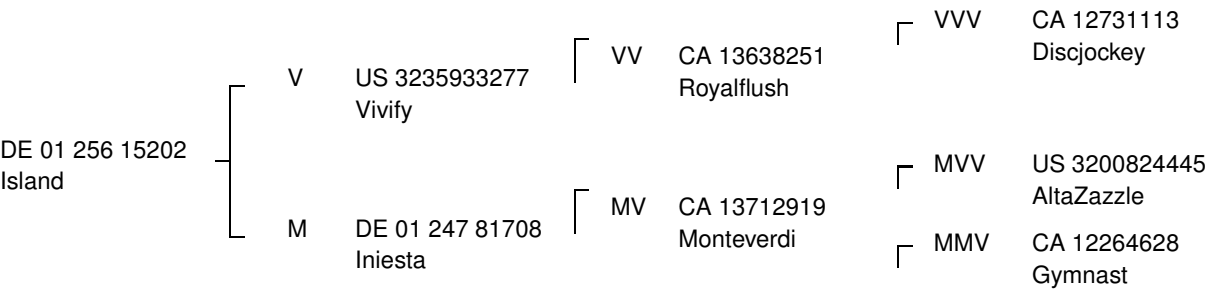 DE 01 256 15202
Island
V US 3235933277
Vivify
M DE 01 247 81708
Iniesta
VV CA 13638251
Royalflush
MV CA 13712919
Monteverdi
VVV CA 12731113
Discjockey
MVV US 3200824445
AltaZazzle
MMV CA 12264628
Gymnast